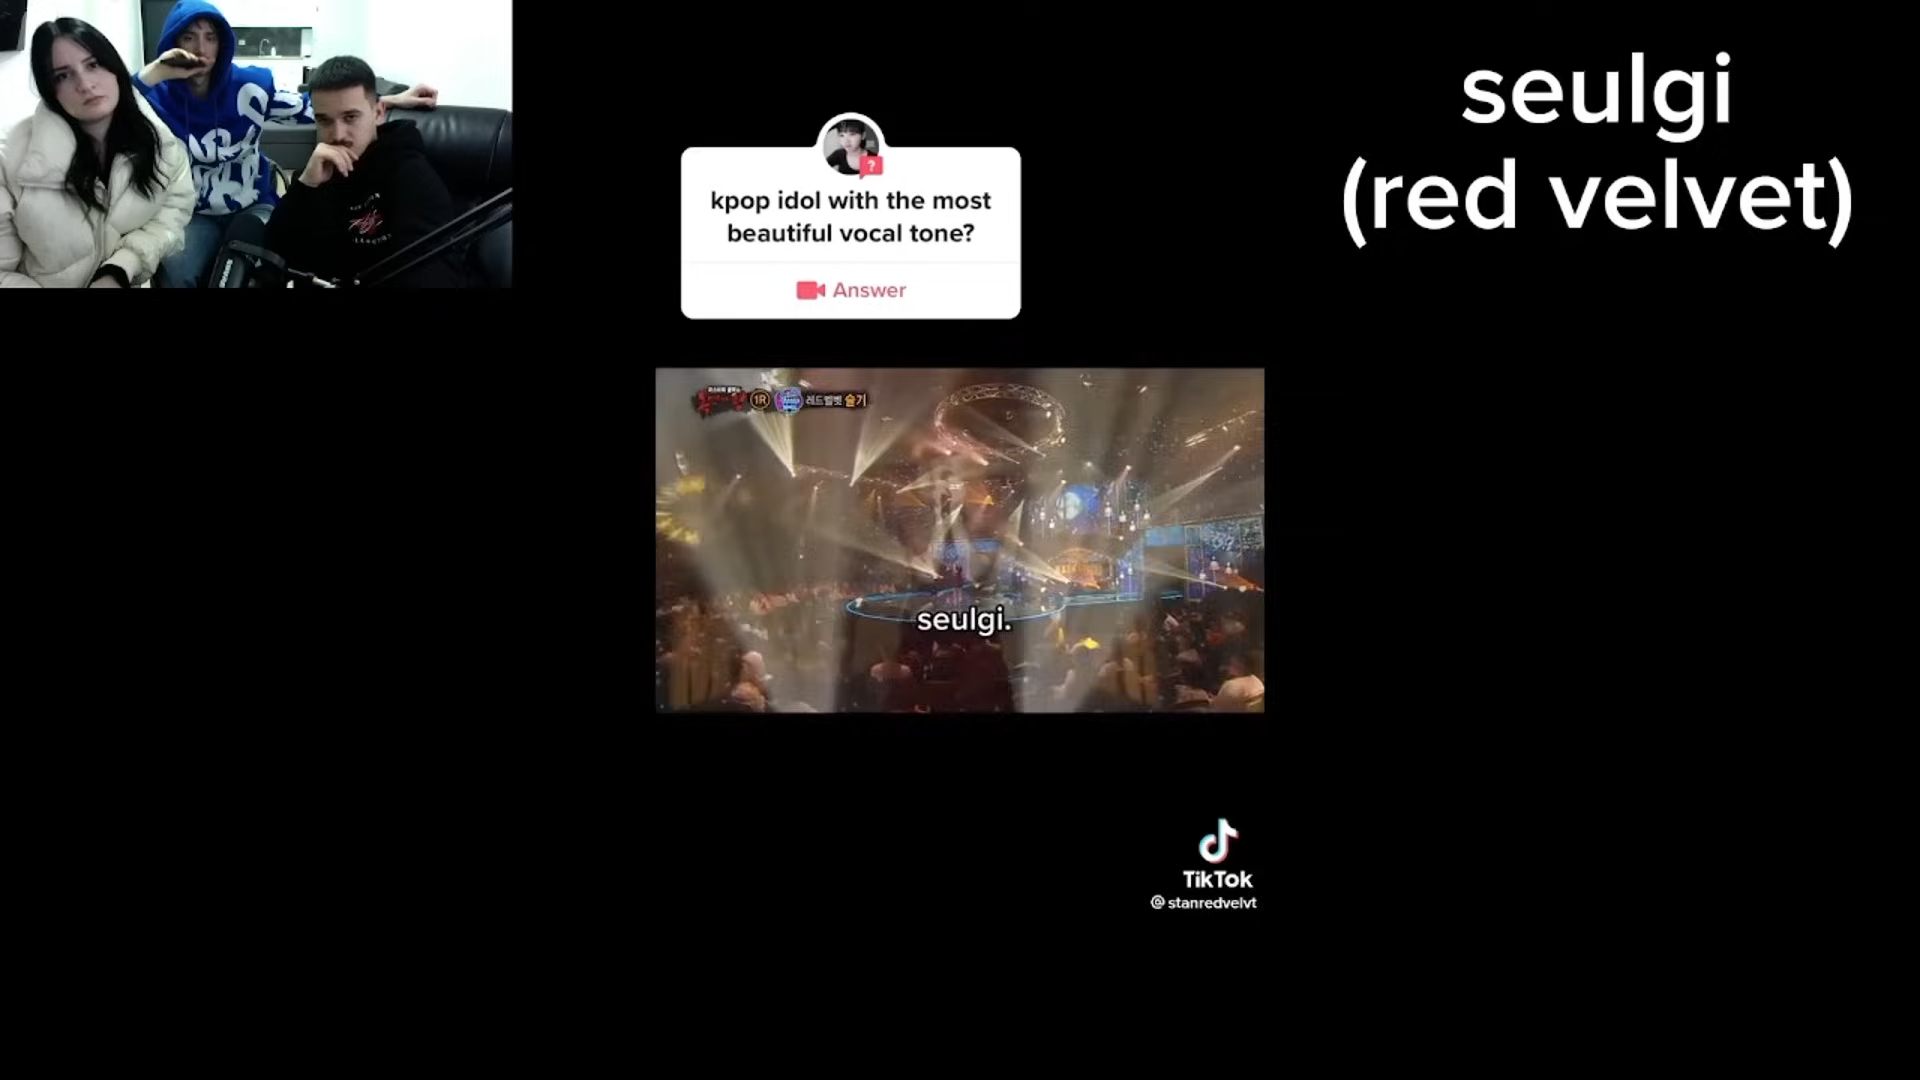 seulgi
(red velvet)
?
kpop idol with the most
beautiful vocal tone?
Answer
1R
레드벨벳 슬기
seulgi.
TikTok
@stanredvelvt